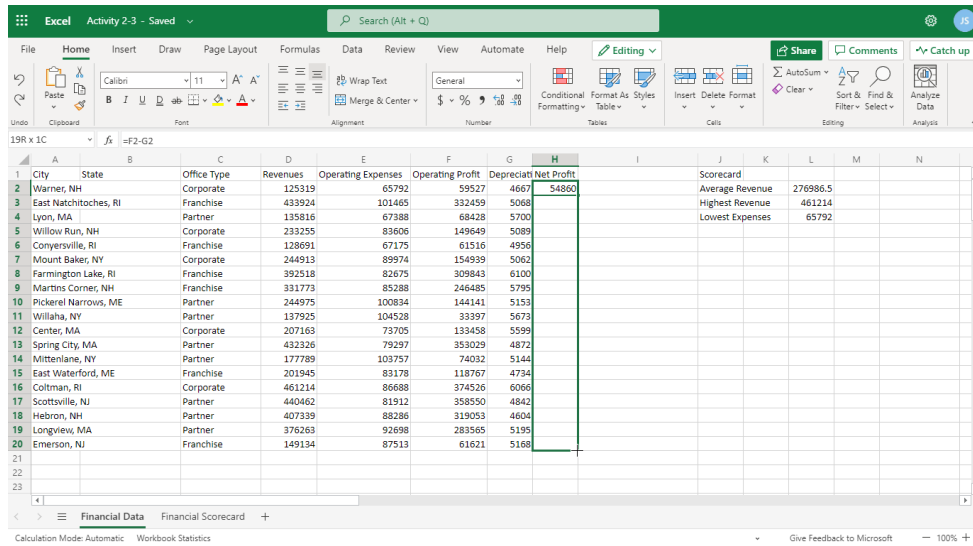 Excel Activity 2-3 - Saved Search (Alt + Q) JS
File Home Insert Draw Page Layout Formulas Data Review View Automate Help Editing Share Comments Catch up
Paste Calibri 11 A^ A˅ Wrap Text General Conditional Formatting Format As Table Styles Insert Delete Format AutoSum Sort & Filter Find & Select Analyze Data
B I U D ab A Merge & Center $ % 9 .00 .00 Clear
Undo Clipboard Font Alignment Number Tables Cells Editing Analysis
19R x 1C fx =F2-G2
A B C D E F G H I J K L M N
1 City State Office Type Revenues Operating Expenses Operating Profit Depreciati Net Profit Scorecard
2 Warner, NH Corporate 125319 65792 59527 4667 54860 Average Revenue 276986.5
3 East Natchitoches, RI Franchise 433924 101465 332459 5068 Highest Revenue 461214
4 Lyon, MA Partner 135816 67388 68428 5700 Lowest Expenses 65792
5 Willow Run, NH Corporate 233255 83606 149649 5089
6 Conyersville, RI Franchise 128691 67175 61516 4956
7 Mount Baker, NY Corporate 244913 89974 154939 5062
8 Farmington Lake, RI Franchise 392518 82675 309843 6100
9 Martins Corner, NH Franchise 331773 85288 246485 5795
10 Pickerel Narrows, ME Partner 244975 100834 144141 5673
11 Willaha, NY Partner 137925 104528 33397 5673
12 Center, MA Corporate 207163 73705 133458 5599
13 Spring City, MA Partner 432326 79297 353029 4872
14 Mittenlane, NY Partner 177789 103757 74032 5144
15 East Waterford, ME Franchise 201945 83178 118767 4734
16 Coltman, RI Corporate 461214 86688 374526 6066
17 Scottsville, NJ Partner 440462 81912 358550 4842
18 Hebron, NH Partner 407339 88286 319053 4604
19 Longview, MA Partner 376263 92698 283565 5195
20 Emerson, NJ Franchise 149134 87513 61621 5168
21
22
23
Financial Data Financial Scorecard +
Calculation Mode: Automatic Workbook Statistics Give Feedback to Microsoft — 100% +